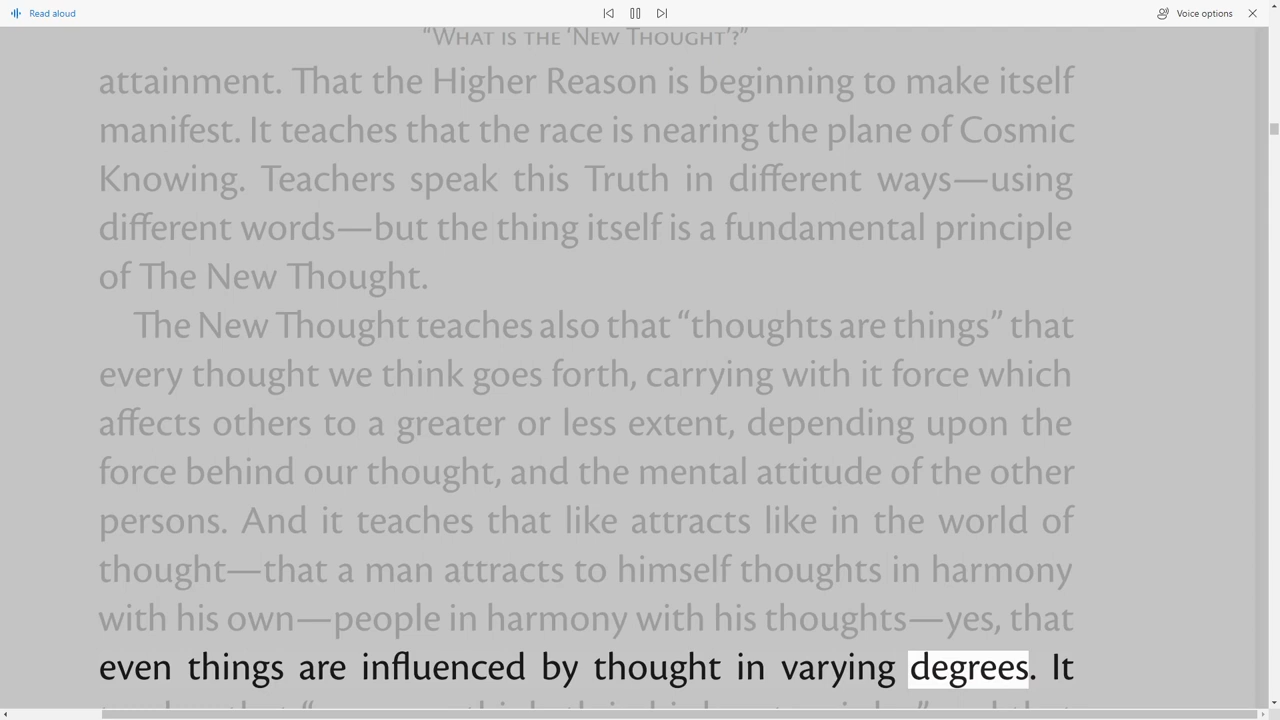 Read aloud
Voice options
“WHAT IS THE ‘NEW THOUGHT’?”
attainment. That the Higher Reason is beginning to make itself
manifest. It teaches that the race is nearing the plane of Cosmic
Knowing. Teachers speak this Truth in different ways—using
different words—but the thing itself is a fundamental principle
of The New Thought.
The New Thought teaches also that “thoughts are things” that
every thought we think goes forth, carrying with it force which
affects others to a greater or less extent, depending upon the
force behind our thought, and the mental attitude of the other
persons. And it teaches that like attracts like in the world of
thought—that a man attracts to himself thoughts in harmony
with his own—people in harmony with his thoughts—yes, that
even things are influenced by thought in varying degrees. It